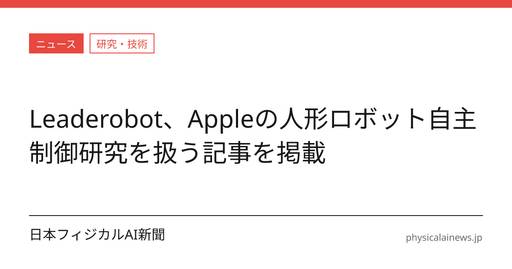 ニュース 研究・技術
Leaderobot、Appleの人形ロボット自主
制御研究を扱う記事を掲載
日本フィジカルAI新聞 physicalainews.jp